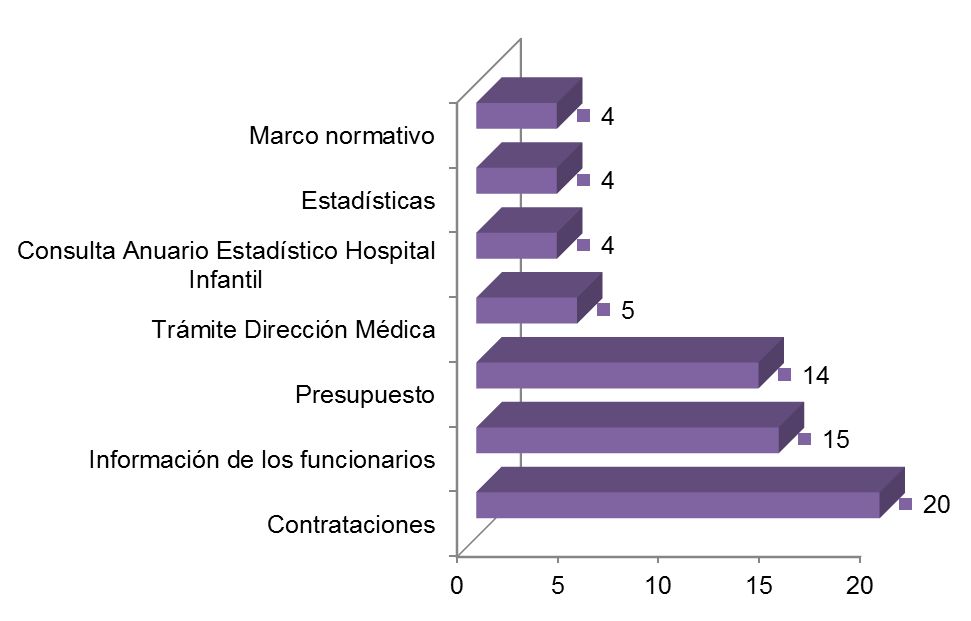 Marco normativo
4
Estadísticas
4
Consulta Anuario Estadístico Hospital
Infantil
4
Trámite Dirección Médica
5
Presupuesto
14
Información de los funcionarios
15
Contrataciones
20
0 5 10 15 20